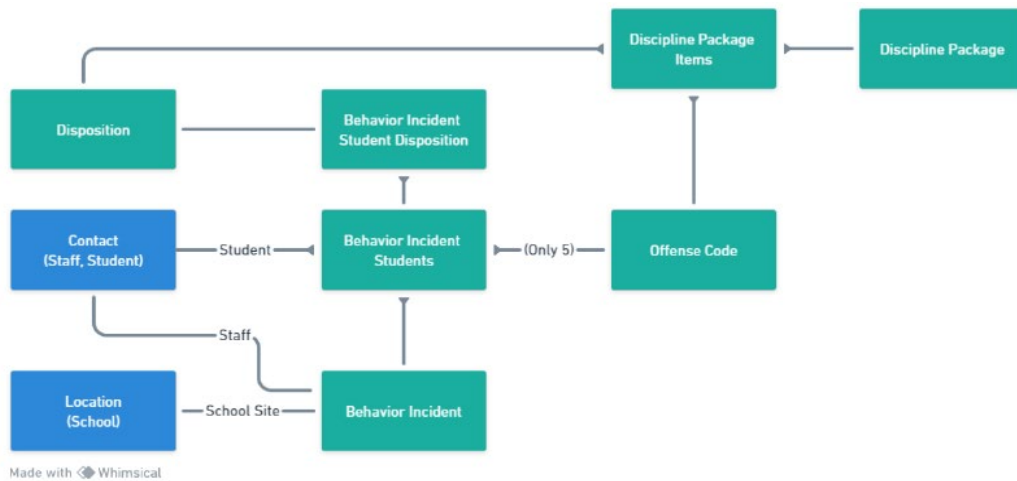 Discipline Package
Items
Discipline Package
Disposition
Behavior Incident
Student Disposition
Contact
(Staff, Student)
Student
Behavior Incident
Students
(Only 5)
Offense Code
Staff
Location
(School)
School Site
Behavior Incident
Made with Whimsical